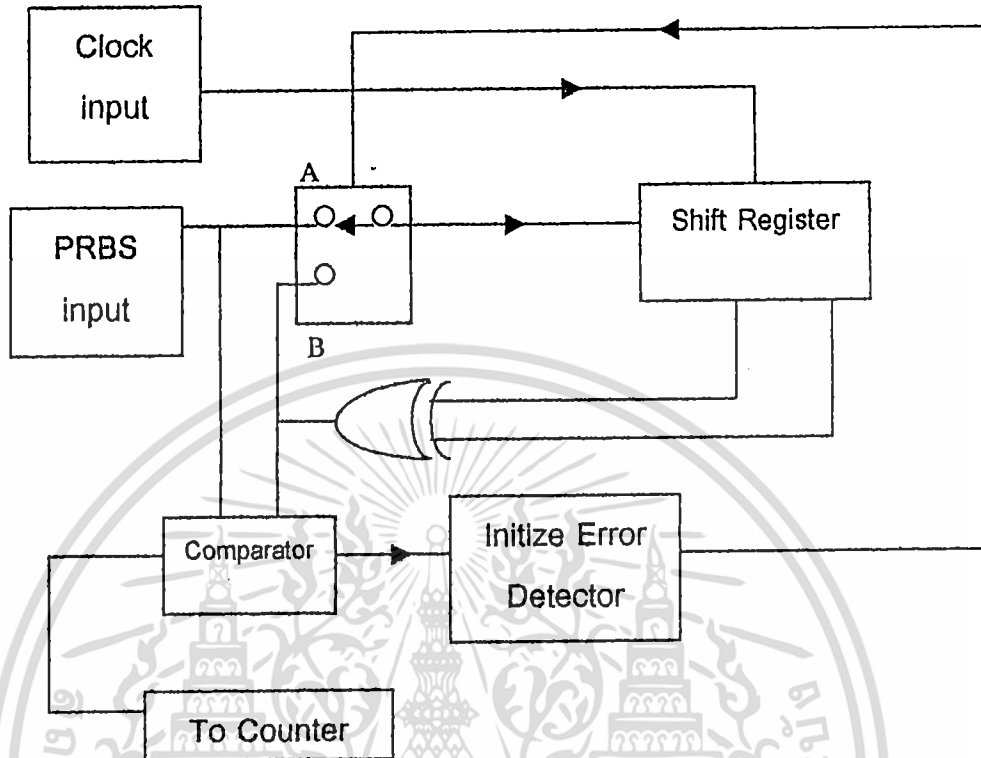 Clock
input
A
PRBS
input
Shift Register
B
Comparator
Initize Error
Detector
To Counter